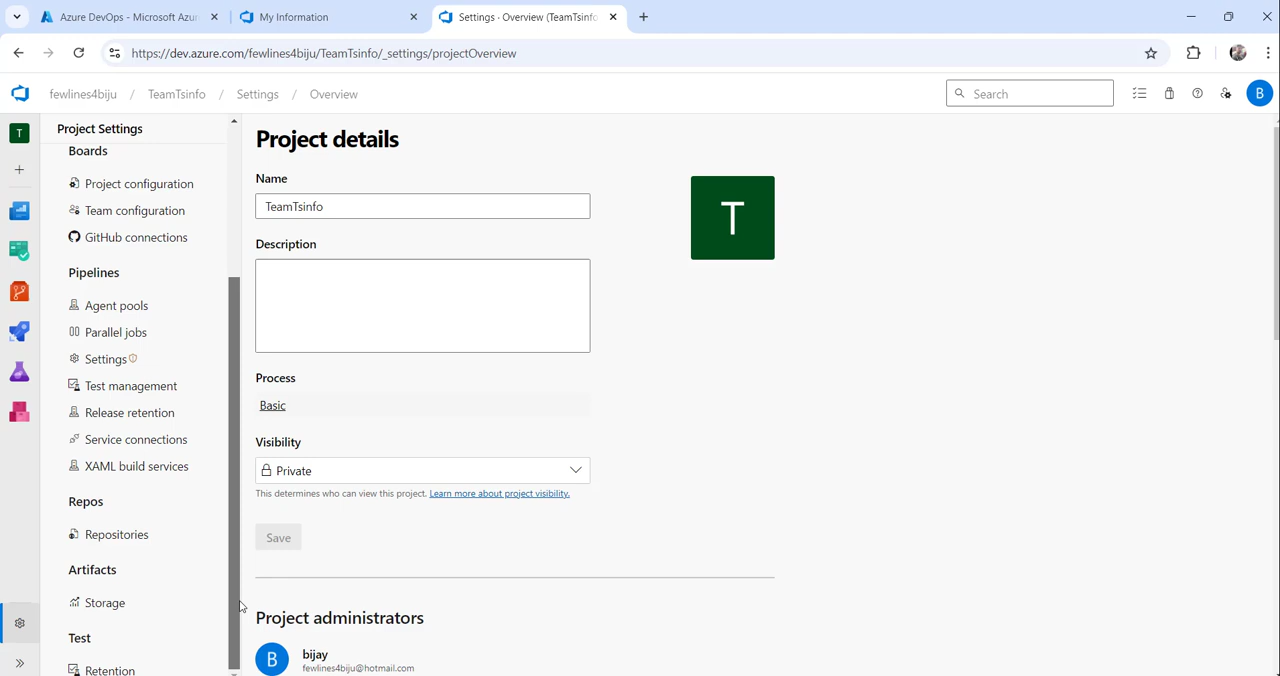 Azure DevOps - Microsoft Azur
My Information
Settings - Overview (TeamTsinfo
https://dev.azure.com/fewlines4biju/TeamTsinfo/_settings/projectOverview
fewlines4biju / TeamTsinfo / Settings / Overview
Search
B
T
Project Settings
Boards
Project configuration
Team configuration
GitHub connections
Pipelines
Agent pools
Parallel jobs
Settings
Test management
Release retention
Service connections
XAML build services
Repos
Repositories
Artifacts
Storage
Test
Retention
Project details
Name
TeamTsinfo
T
Description
Process
Basic
Visibility
Private
This determines who can view this project. Learn more about project visibility.
Save
Project administrators
B
bijay
fewlines4biju@hotmail.com